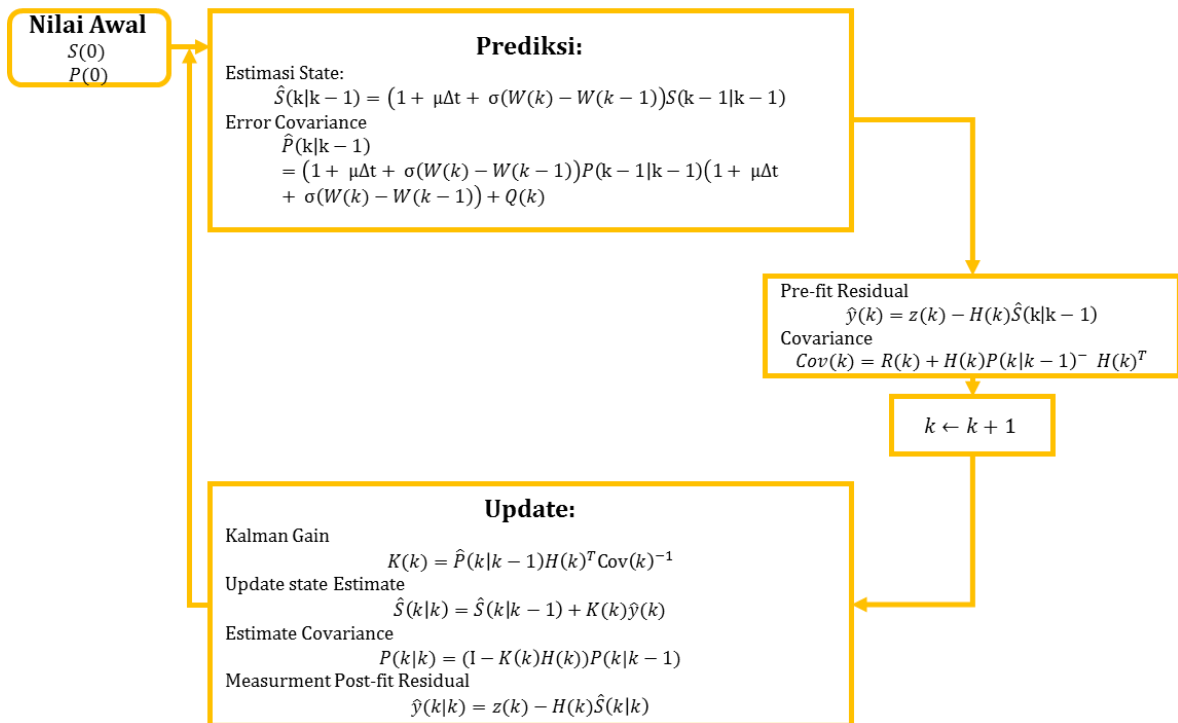 Nilai Awal
S(0)
P(0)
Prediksi:
Estimasi State:
Ŝ(k|k − 1) = (1 + μΔt + σ(W(k) − W(k − 1))S(k − 1|k − 1)
Error Covariance
P̂(k|k − 1)
= (1 + μΔt + σ(W(k) − W(k − 1))P(k − 1|k − 1)(1 + μΔt
+ σ(W(k) − W(k − 1)) + Q(k)
Pre-fit Residual
ŷ(k) = z(k) − H(k)Ŝ(k|k − 1)
Covariance
Cov(k) = R(k) + H(k)P(k|k − 1)⁻ H(k)ᵀ
k ← k + 1
Update:
Kalman Gain
K(k) = P̂(k|k − 1)H(k)ᵀCov(k)⁻¹
Update state Estimate
Ŝ(k|k) = Ŝ(k|k − 1) + K(k)ŷ(k)
Estimate Covariance
P(k|k) = (I − K(k)H(k))P(k|k − 1)
Measurment Post-fit Residual
ŷ(k|k) = z(k) − H(k)Ŝ(k|k)